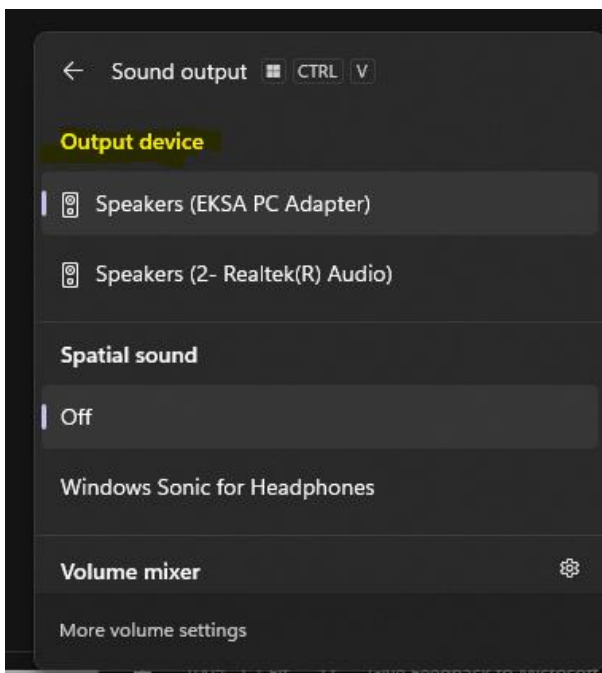 Sound output CTRL V
Output device
Speakers (EKSA PC Adapter)
Speakers (2- Realtek(R) Audio)
Spatial sound
Off
Windows Sonic for Headphones
Volume mixer
More volume settings